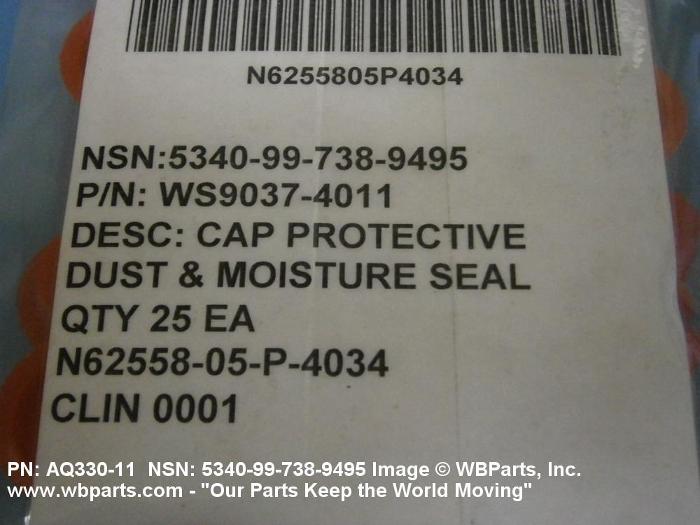 N6255805P4034
NSN:5340-99-738-9495
P/N: WS9037-4011
DESC: CAP PROTECTIVE
DUST & MOISTURE SEAL
QTY 25 EA
N62558-05-P-4034
CLIN 0001
PN: AQ330-11 NSN: 5340-99-738-9495 Image © WBParts, Inc.
www.wbparts.com - "Our Parts Keep the World Moving"